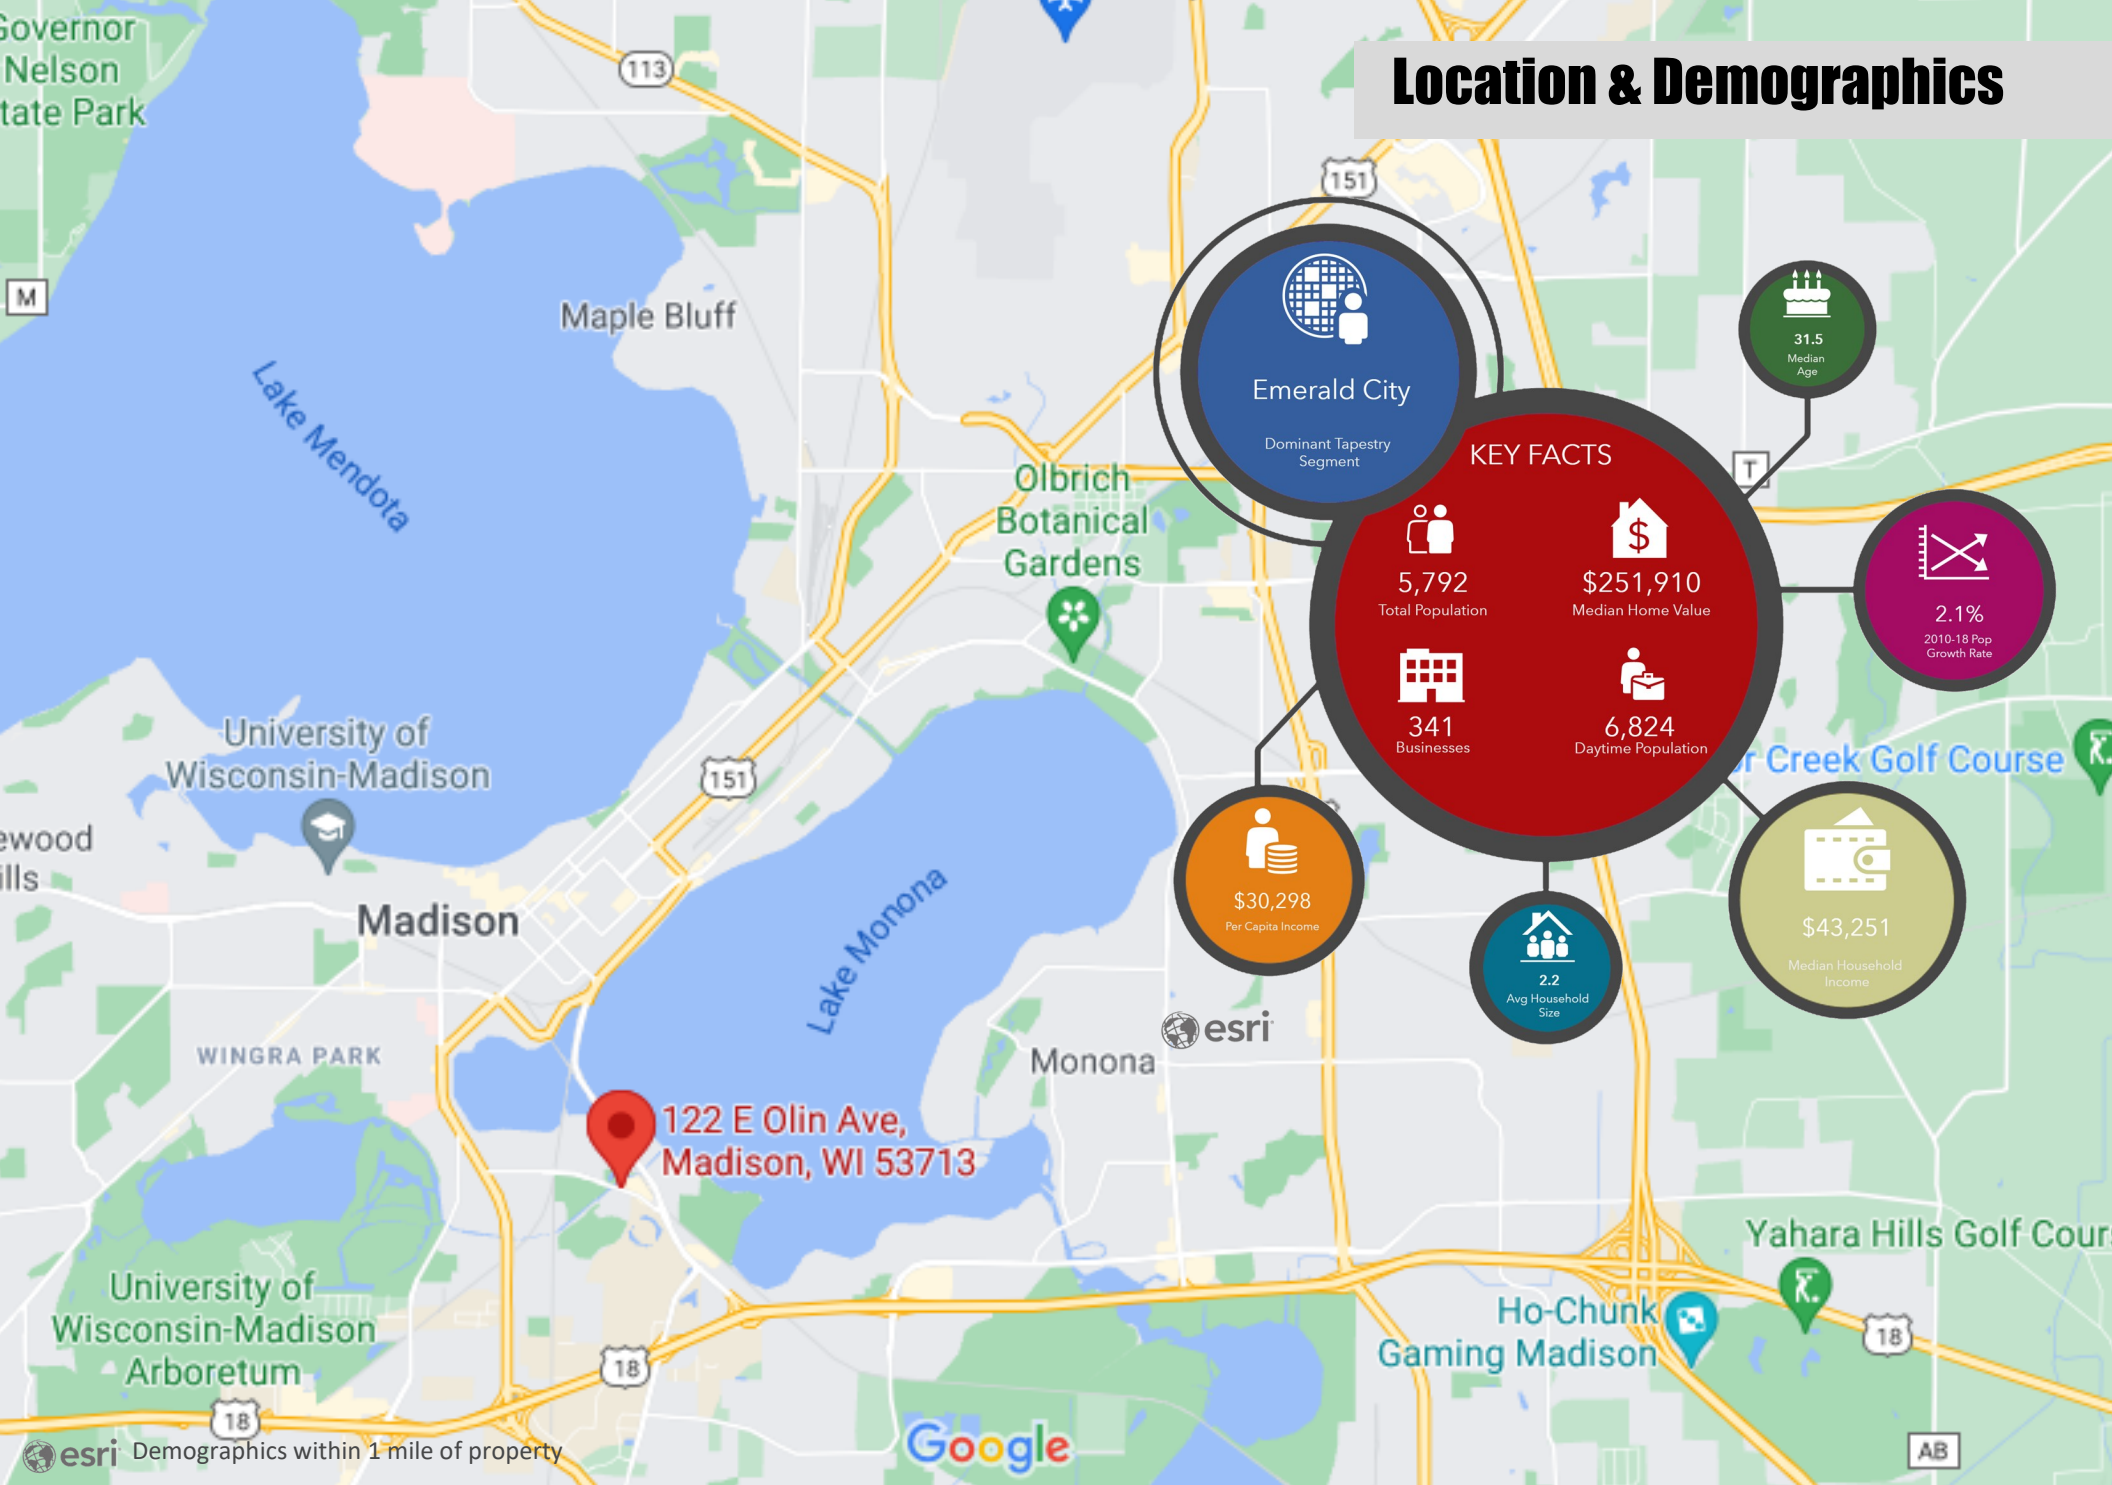 Location & Demographics
Governor
Nelson
tate Park
113
151
M
Maple Bluff
Lake Mendota
Olbrich
Botanical
Gardens
Emerald City
Dominant Tapestry
Segment
31.5
Median
Age
KEY FACTS
T
5,792
Total Population
$251,910
Median Home Value
341
Businesses
6,824
Daytime Population
2.1%
2010-18 Pop
Growth Rate
r Creek Golf Course
University of
Wisconsin-Madison
151
ewood
ills
Madison
Lake Monona
$30,298
Per Capita Income
2.2
Avg Household
Size
$43,251
Median Household
Income
esri
WINGRA PARK
Monona
122 E Olin Ave,
Madison, WI 53713
University of
Wisconsin-Madison
Arboretum
Yahara Hills Golf Cour
Ho-Chunk
Gaming Madison
18
18
18
AB
Google
esri Demographics within 1 mile of property